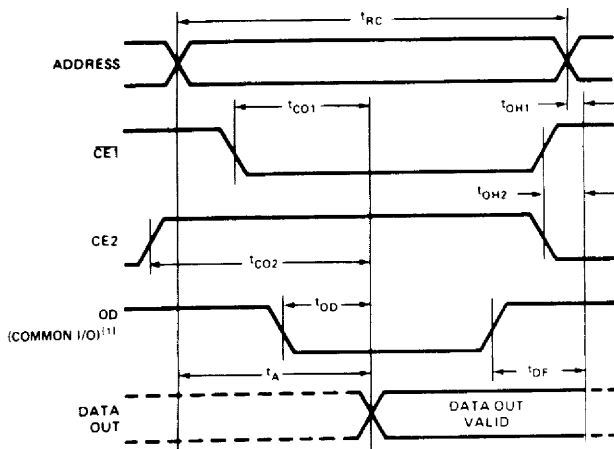 tRC
ADDRESS
tCO1
tOH1
CE1
tOH2
CE2
tCO2
OD
(COMMON I/O)[1]
tOD
tA
tDF
DATA
OUT
DATA OUT
VALID